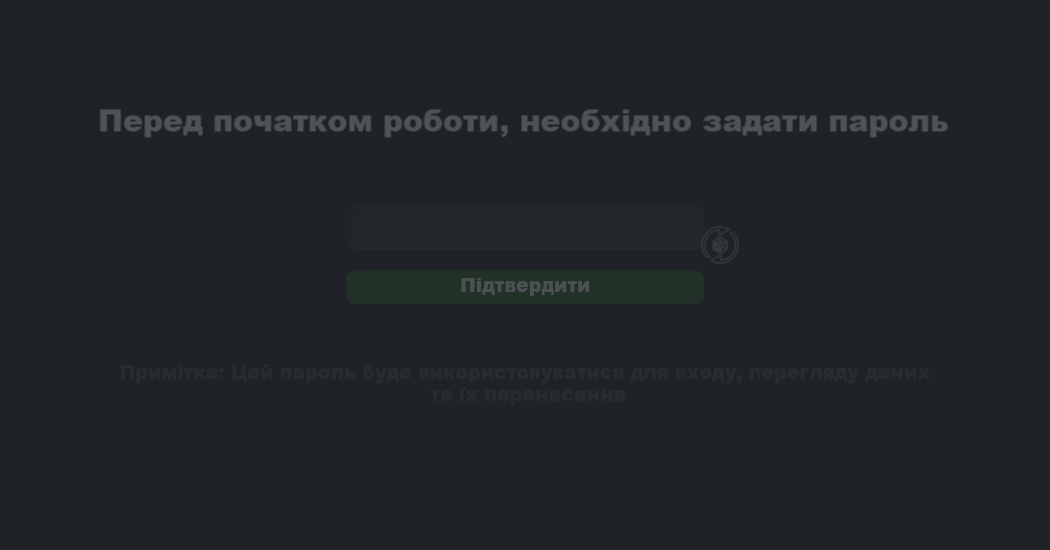 Перед початком роботи, необхідно задати пароль
Підтвердити
Примітка: Цей пароль буде використовуватися для входу, перегляду даних
та їх перенесення